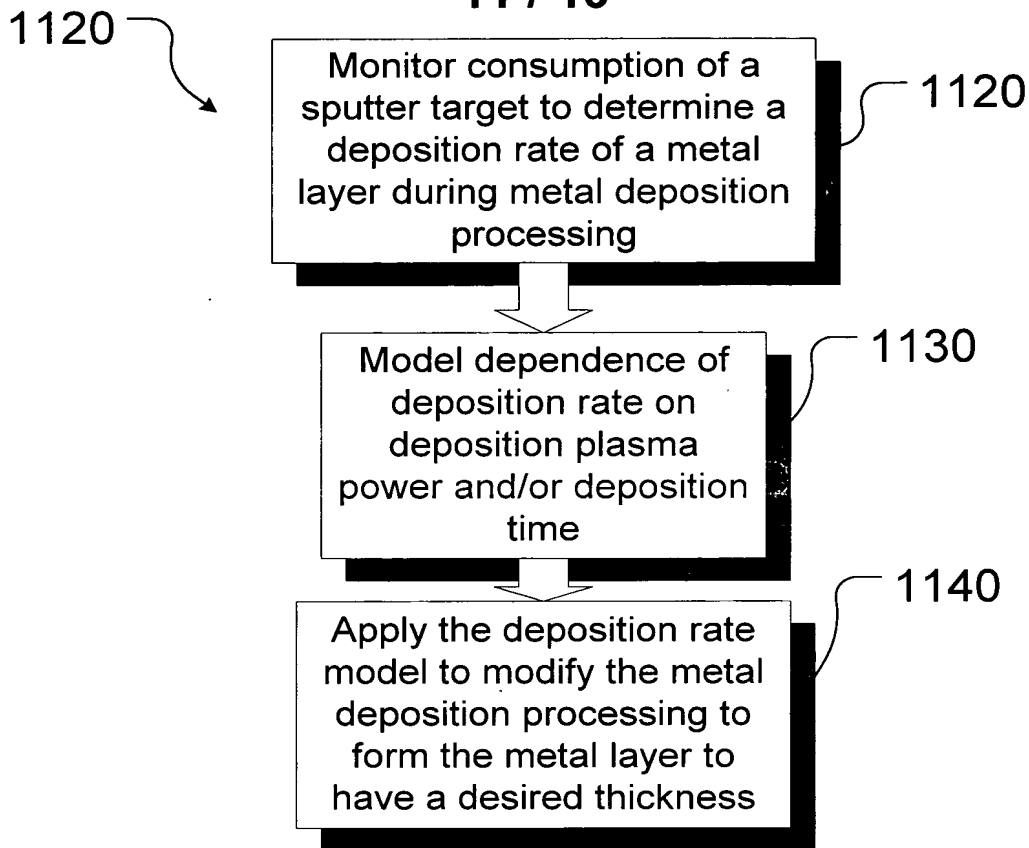 1120
Monitor consumption of a
sputter target to determine a
deposition rate of a metal
layer during metal deposition
processing
1120
Model dependence of
deposition rate on
deposition plasma
power and/or deposition
time
1130
Apply the deposition rate
model to modify the metal
deposition processing to
form the metal layer to
have a desired thickness
1140